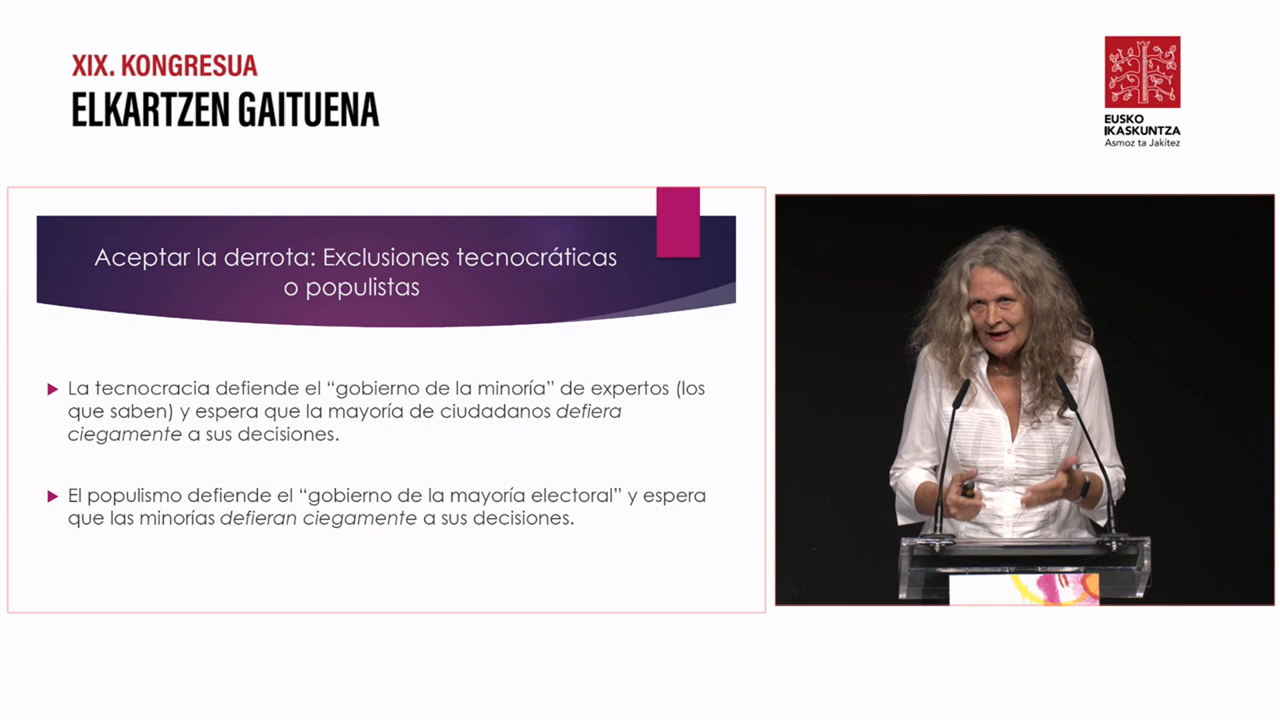 XIX. KONGRESUA
ELKARTZEN GAITUENA
EUSKO
IKASKUNTZA
Asmoz ta Jakitez
Aceptar la derrota: Exclusiones tecnocráticas
o populistas
La tecnocracia defiende el “gobierno de la minoría” de expertos (los
que saben) y espera que la mayoría de ciudadanos defiera
ciegamente a sus decisiones.
El populismo defiende el “gobierno de la mayoría electoral” y espera
que las minorías defieran ciegamente a sus decisiones.